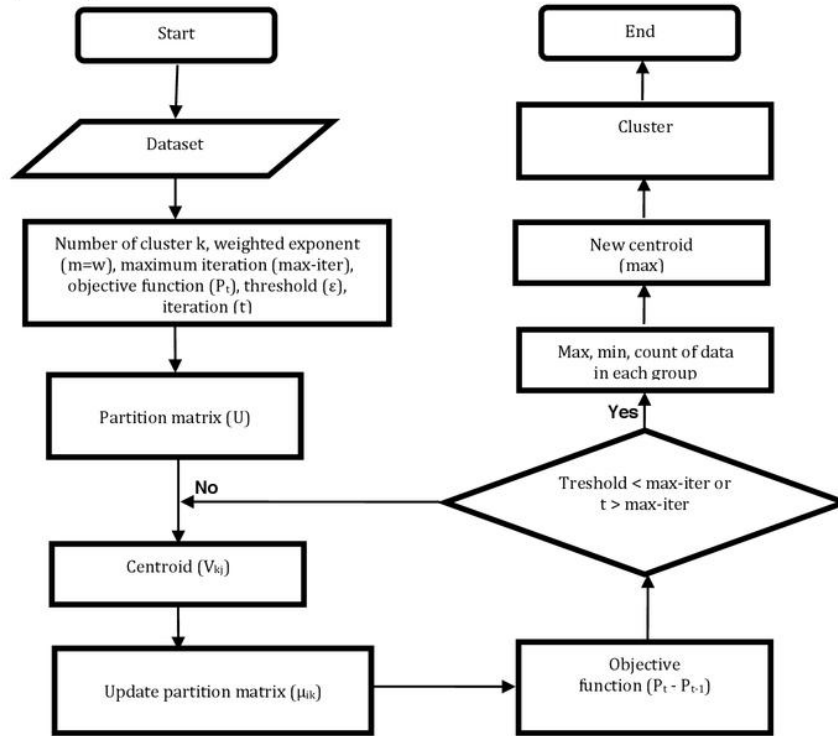 Start
Dataset
Number of cluster k, weighted exponent
(m=w), maximum iteration (max-iter),
objective function (Pₜ), threshold (ε),
iteration (t)
Partition matrix (U)
No
Centroid (Vₖⱼ)
Update partition matrix (μᵢₖ)
Objective
function (Pₜ - Pₜ₋₁)
Treshold < max-iter or
t > max-iter
Yes
Max, min, count of data
in each group
New centroid
(max)
Cluster
End